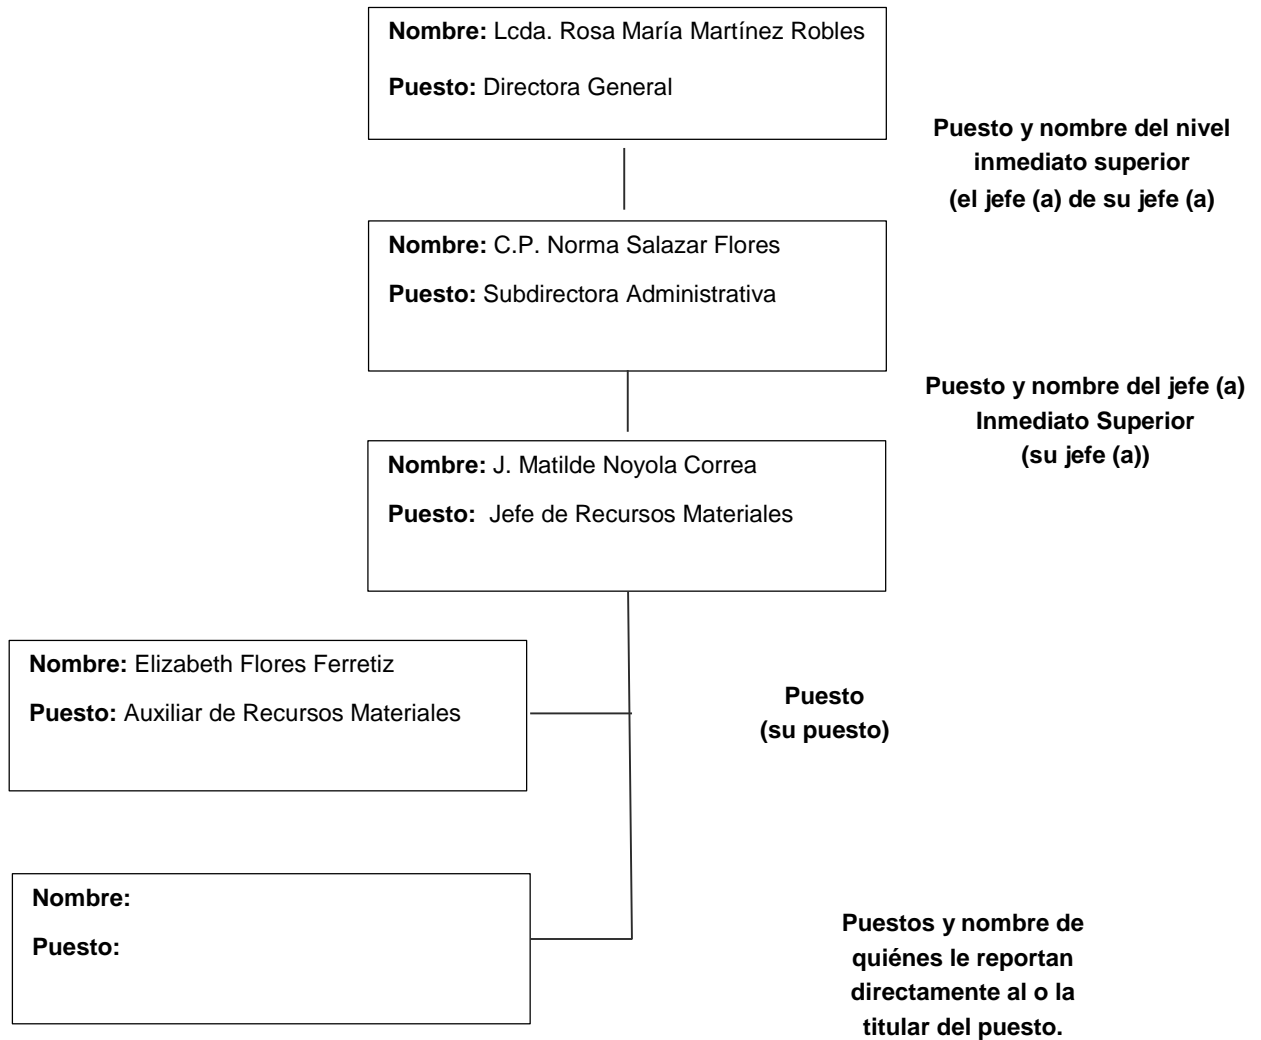 Nombre: Lcda. Rosa María Martínez Robles
Puesto: Directora General
Puesto y nombre del nivel
inmediato superior
(el jefe (a) de su jefe (a)
Nombre: C.P. Norma Salazar Flores
Puesto: Subdirectora Administrativa
Puesto y nombre del jefe (a)
Inmediato Superior
(su jefe (a))
Nombre: J. Matilde Noyola Correa
Puesto: Jefe de Recursos Materiales
Nombre: Elizabeth Flores Ferretiz
Puesto: Auxiliar de Recursos Materiales
Puesto
(su puesto)
Nombre:
Puesto:
Puestos y nombre de
quiénes le reportan
directamente al o la
titular del puesto.